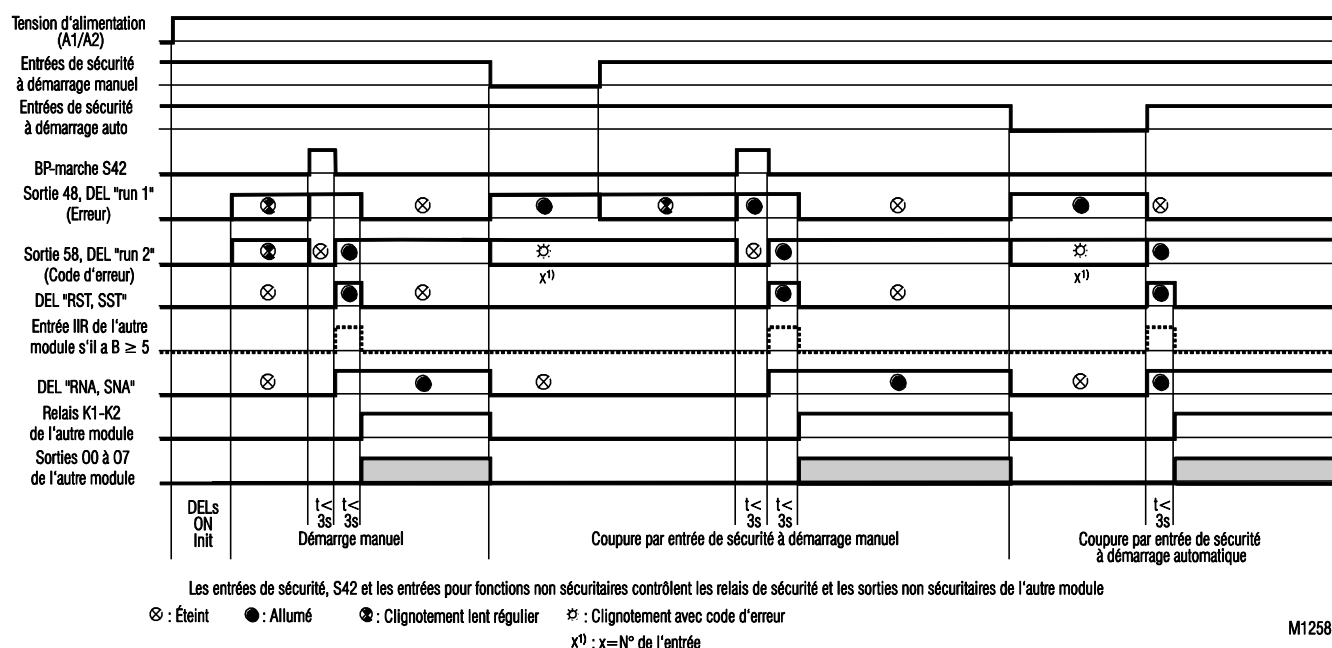 Tension d'alimentation
(A1/A2)
Entrées de sécurité
à démarrage manuel
Entrées de sécurité
à démarrage auto
BP-marche S42
Sortie 48, DEL "run 1"
(Erreur)
Sortie 58, DEL "run 2"
(Code d'erreur)
X¹⁾
X¹⁾
DEL "RST, SST"
Entrée IIR de l'autre
module s'il a B ≥ 5
DEL "RNA, SNA"
Relais K1-K2
de l'autre module
Sorties 00 à 07
de l'autre module
DELs
ON
Init
t<
3s
t<
3s
Démarrge manuel
t<
3s
t<
3s
Coupure par entrée de sécurité à démarrage manuel
t<
3s
Coupure par entrée de sécurité
à démarrage automatique
Les entrées de sécurité, S42 et les entrées pour fonctions non sécuritaires contrôlent les relais de sécurité et les sorties non sécuritaires de l'autre module
: Éteint : Allumé : Clignotement lent régulier : Clignotement avec code d'erreur
X¹⁾ : x=N° de l'entrée
M1258